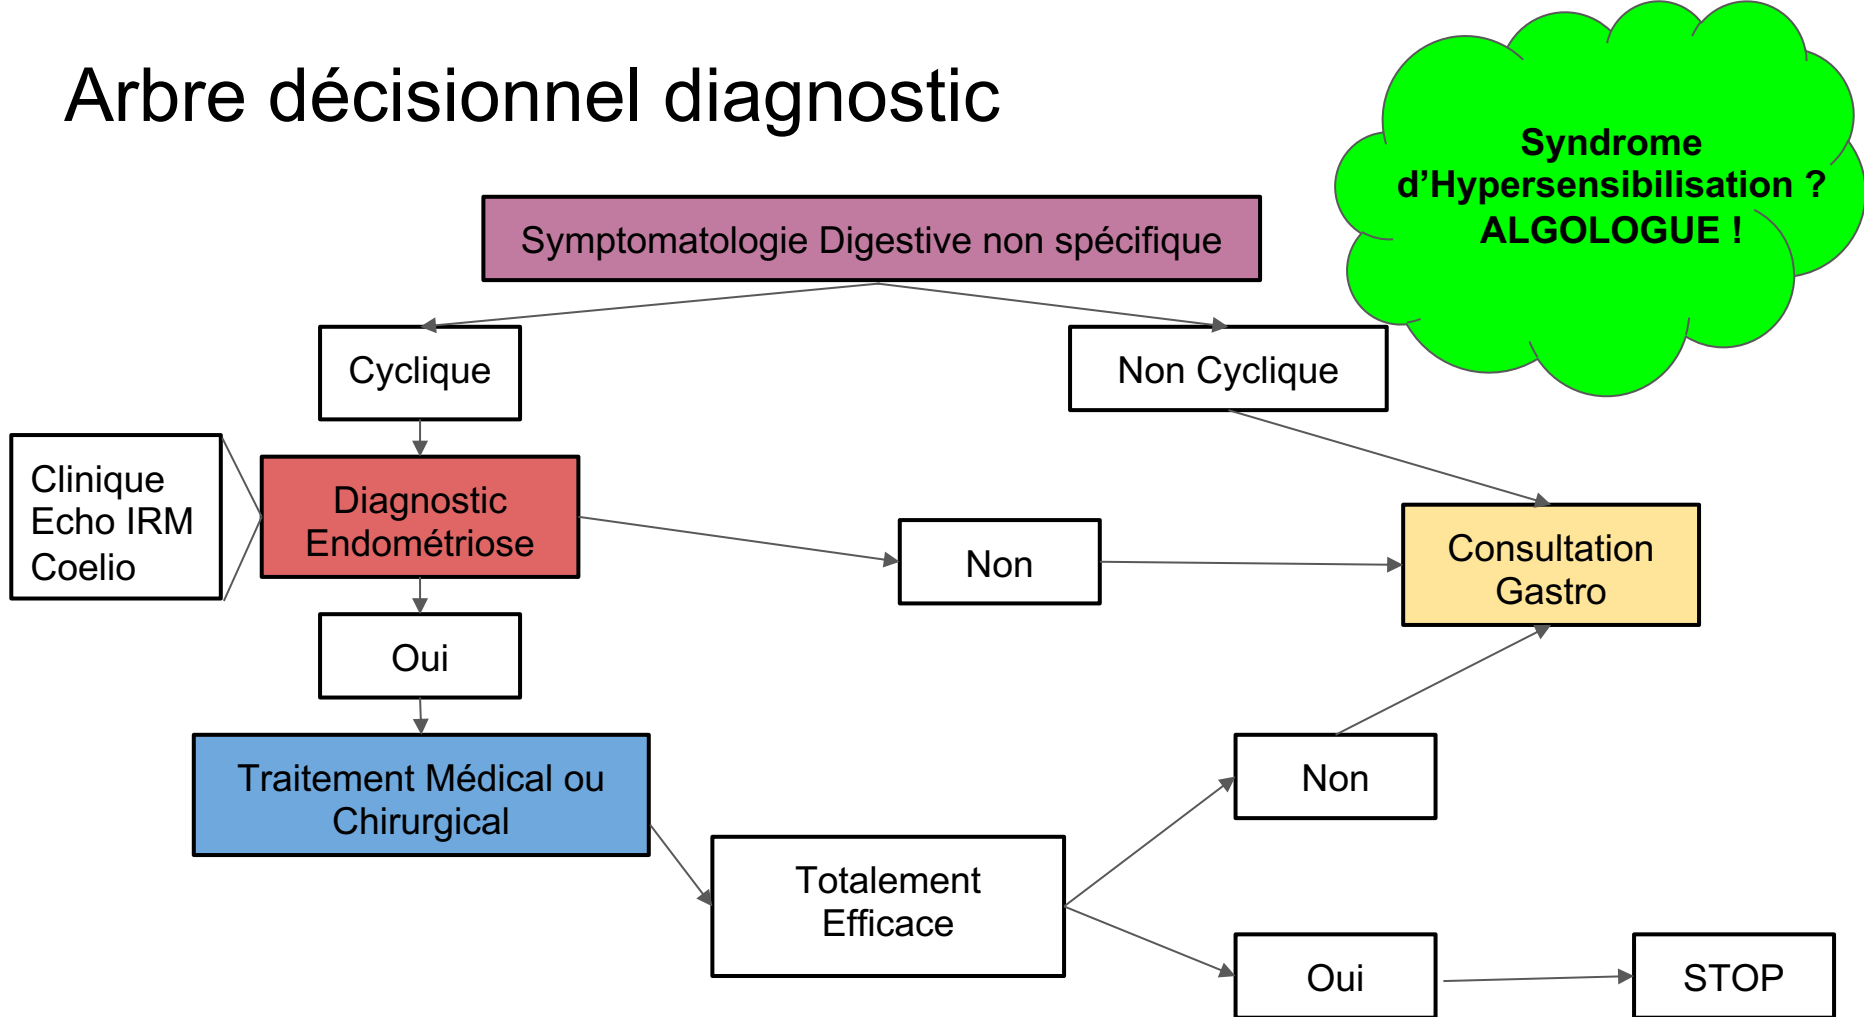 Arbre décisionnel diagnostic
Syndrome
d'Hypersensibilisation ?
ALGOLOGUE !
Symptomatologie Digestive non spécifique
Cyclique
Non Cyclique
Clinique
Echo IRM
Coelio
Diagnostic
Endométriose
Non
Consultation
Gastro
Oui
Traitement Médical ou
Chirurgical
Non
Totalement
Efficace
Oui
STOP